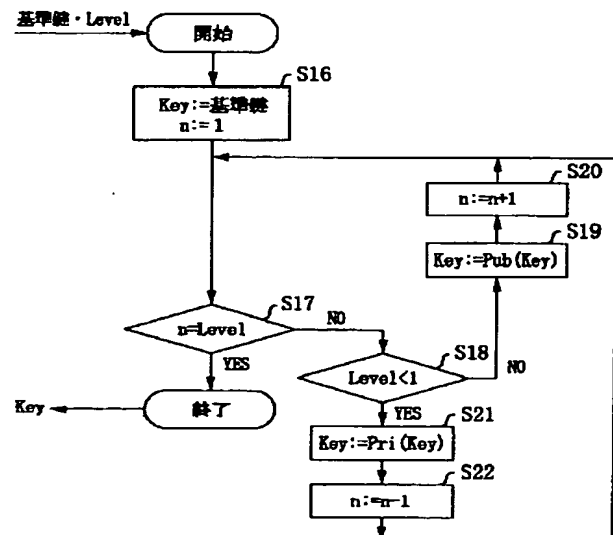 基準鍵・Level
開始
S16
Key:=基準鍵
n:=1
S20
n:=n+1
S19
Key:=Pub(Key)
S17
n=Level
NO
YES
S18
Level<1
NO
YES
Key
終了
S21
Key:=Pri(Key)
S22
n:=n-1